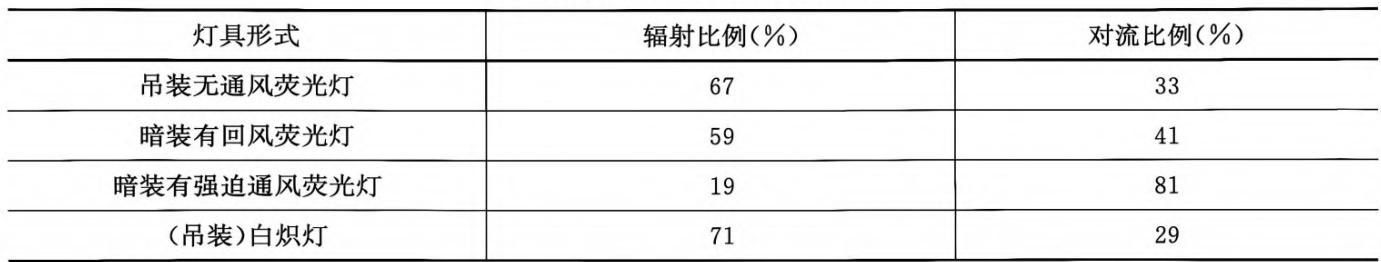 灯具形式 辐射比例(%) 对流比例(%)
吊装无通风荧光灯 67 33
暗装有回风荧光灯 59 41
暗装有强迫通风荧光灯 19 81
(吊装)白炽灯 71 29